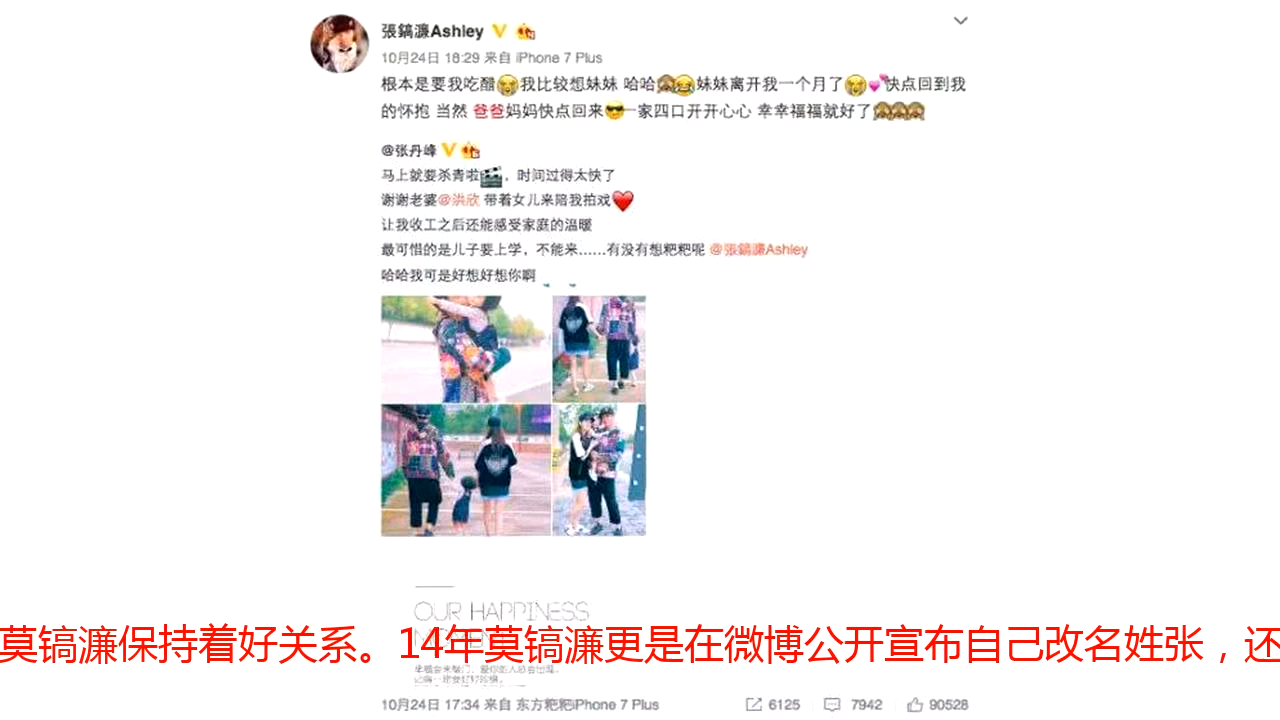 張鎬濂Ashley
10月24日 18:29 来自 iPhone 7 Plus
根本是要我吃醋😭我比较想妹妹 哈哈🙈😂妹妹离开我一个月了😭💕快点回到我
的怀抱 当然 爸爸妈妈快点回来😎一家四口开开心心 幸幸福福就好了🙈🙈🙈
@张丹峰
马上就要杀青啦🎬，时间过得太快了
谢谢老婆@洪欣 带着女儿来陪我拍戏❤️
让我收工之后还能感受家庭的温暖
最可惜的是儿子要上学，不能来……有没有想粑粑呢 @張鎬濂Ashley
哈哈我可是好想好想你啊
OUR HAPPINESS
莫镐濂保持着好关系。14年莫镐濂更是在微博公开宣布自己改名姓张，还
10月24日 17:34 来自 东方粑粑iPhone 7 Plus
6125 7942 90528